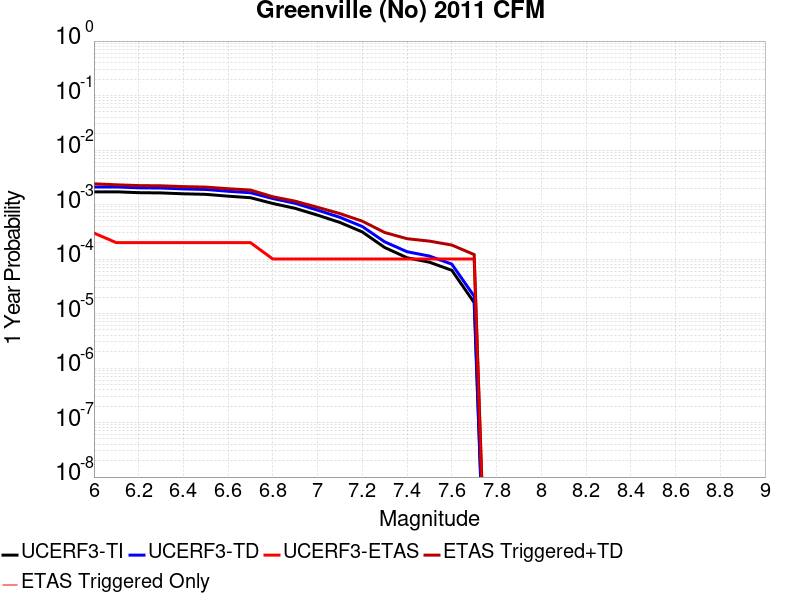 Greenville (No) 2011 CFM
10^0
10^-1
10^-2
10^-3
10^-4
10^-5
10^-6
10^-7
10^-8
1 Year Probability
6 6.2 6.4 6.6 6.8 7 7.2 7.4 7.6 7.8 8 8.2 8.4 8.6 8.8 9
Magnitude
UCERF3-TI UCERF3-TD UCERF3-ETAS ETAS Triggered+TD
ETAS Triggered Only